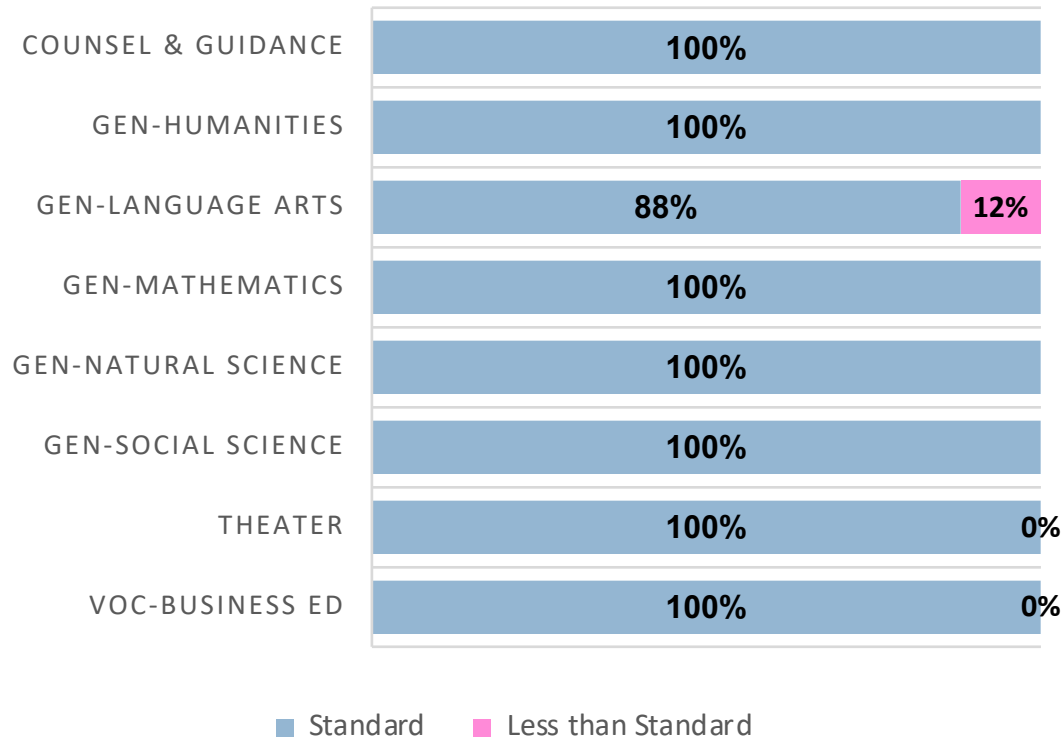 COUNSEL & GUIDANCE 100%
GEN-HUMANITIES 100%
GEN-LANGUAGE ARTS 88% 12%
GEN-MATHEMATICS 100%
GEN-NATURAL SCIENCE 100%
GEN-SOCIAL SCIENCE 100%
THEATER 100% 0%
VOC-BUSINESS ED 100% 0%
Standard Less than Standard